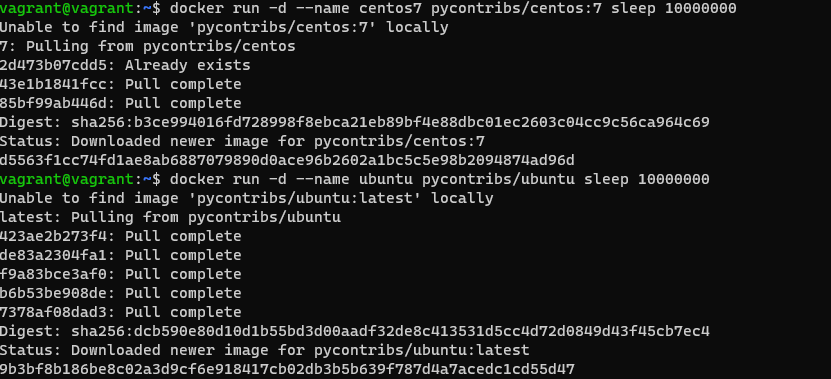 vagrant@vagrant:~$ docker run -d --name centos7 pycontribs/centos:7 sleep 10000000
Unable to find image 'pycontribs/centos:7' locally
7: Pulling from pycontribs/centos
2d473b07cdd5: Already exists
43e1b1841fcc: Pull complete
85bf99ab446d: Pull complete
Digest: sha256:b3ce994016fd728998f8ebca21eb89bf4e88dbc01ec2603c04cc9c56ca964c69
Status: Downloaded newer image for pycontribs/centos:7
d5563f1cc74fd1ae8ab6887079890d0ace96b2602a1bc5c5e98b2094874ad96d
vagrant@vagrant:~$ docker run -d --name ubuntu pycontribs/ubuntu sleep 10000000
Unable to find image 'pycontribs/ubuntu:latest' locally
latest: Pulling from pycontribs/ubuntu
423ae2b273f4: Pull complete
de83a2304fa1: Pull complete
f9a83bce3af0: Pull complete
b6b53be908de: Pull complete
7378af08dad3: Pull complete
Digest: sha256:dcb590e80d10d1b55bd3d00aadf32de8c413531d5cc4d72d0849d43f45cb7ec4
Status: Downloaded newer image for pycontribs/ubuntu:latest
9b3bf8b186be8c02a3d9cf6e918417cb02db3b5b639f787d4a7acedc1cd55d47